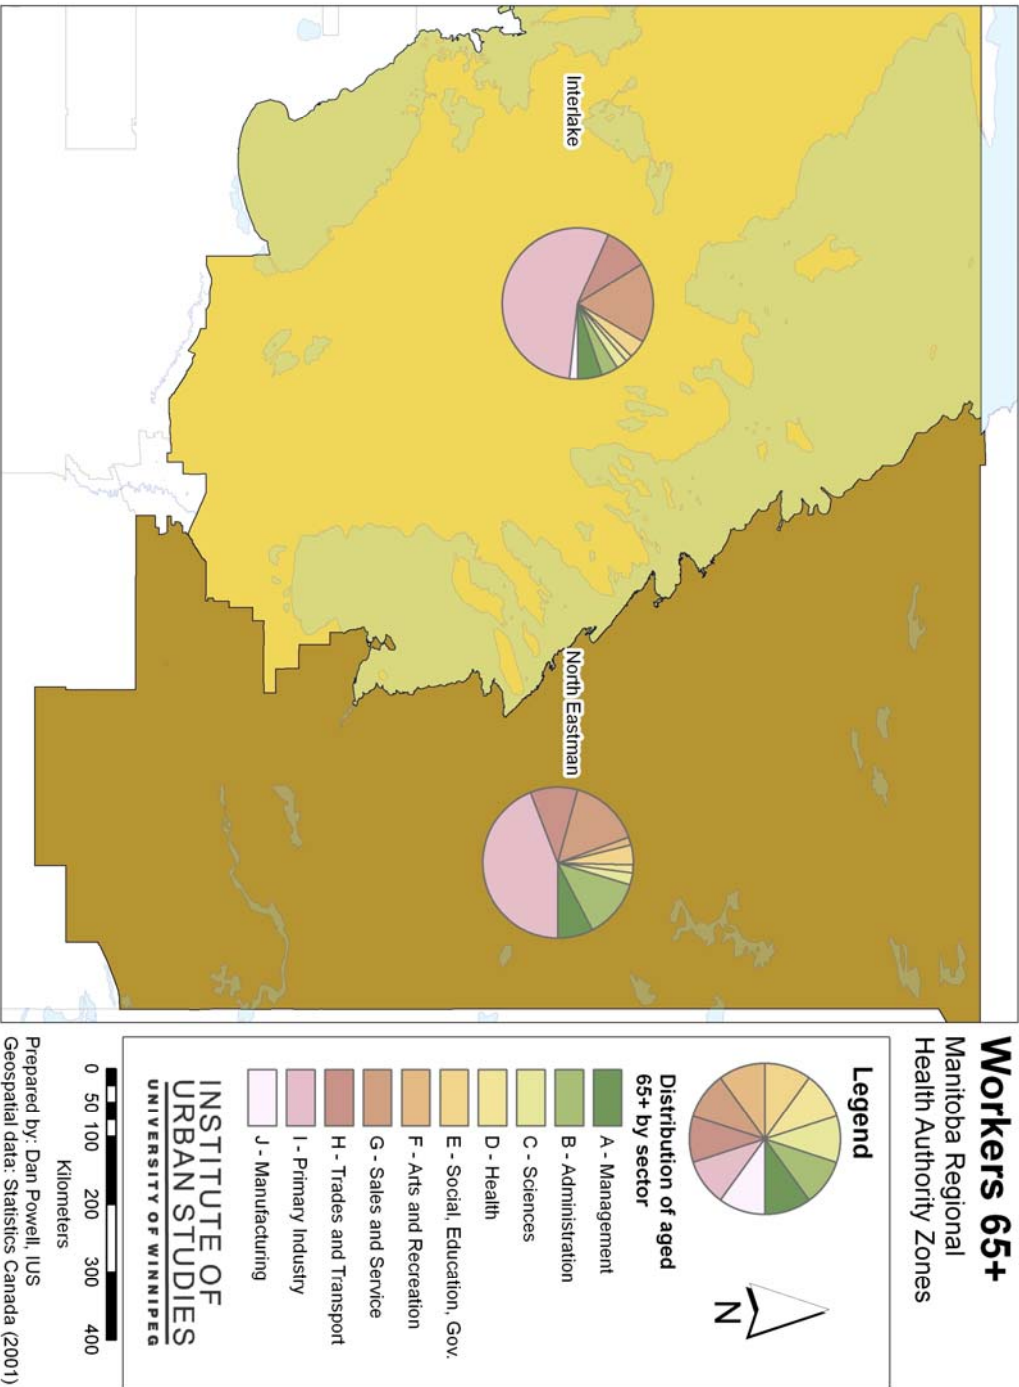 Workers 65+
Manitoba Regional
Health Authority Zones
Legend
N
Distribution of aged
65+ by sector
A - Management
B - Administration
C - Sciences
D - Health
E - Social, Education, Gov.
F - Arts and Recreation
G - Sales and Service
H - Trades and Transport
I - Primary Industry
J - Manufacturing
INSTITUTE OF
URBAN STUDIES
UNIVERSITY OF WINNIPEG
0 50 100 200 300 400
Kilometers
Prepared by: Dan Powell, IUS
Geospatial data: Statistics Canada (2001)
Interlake
North Eastman